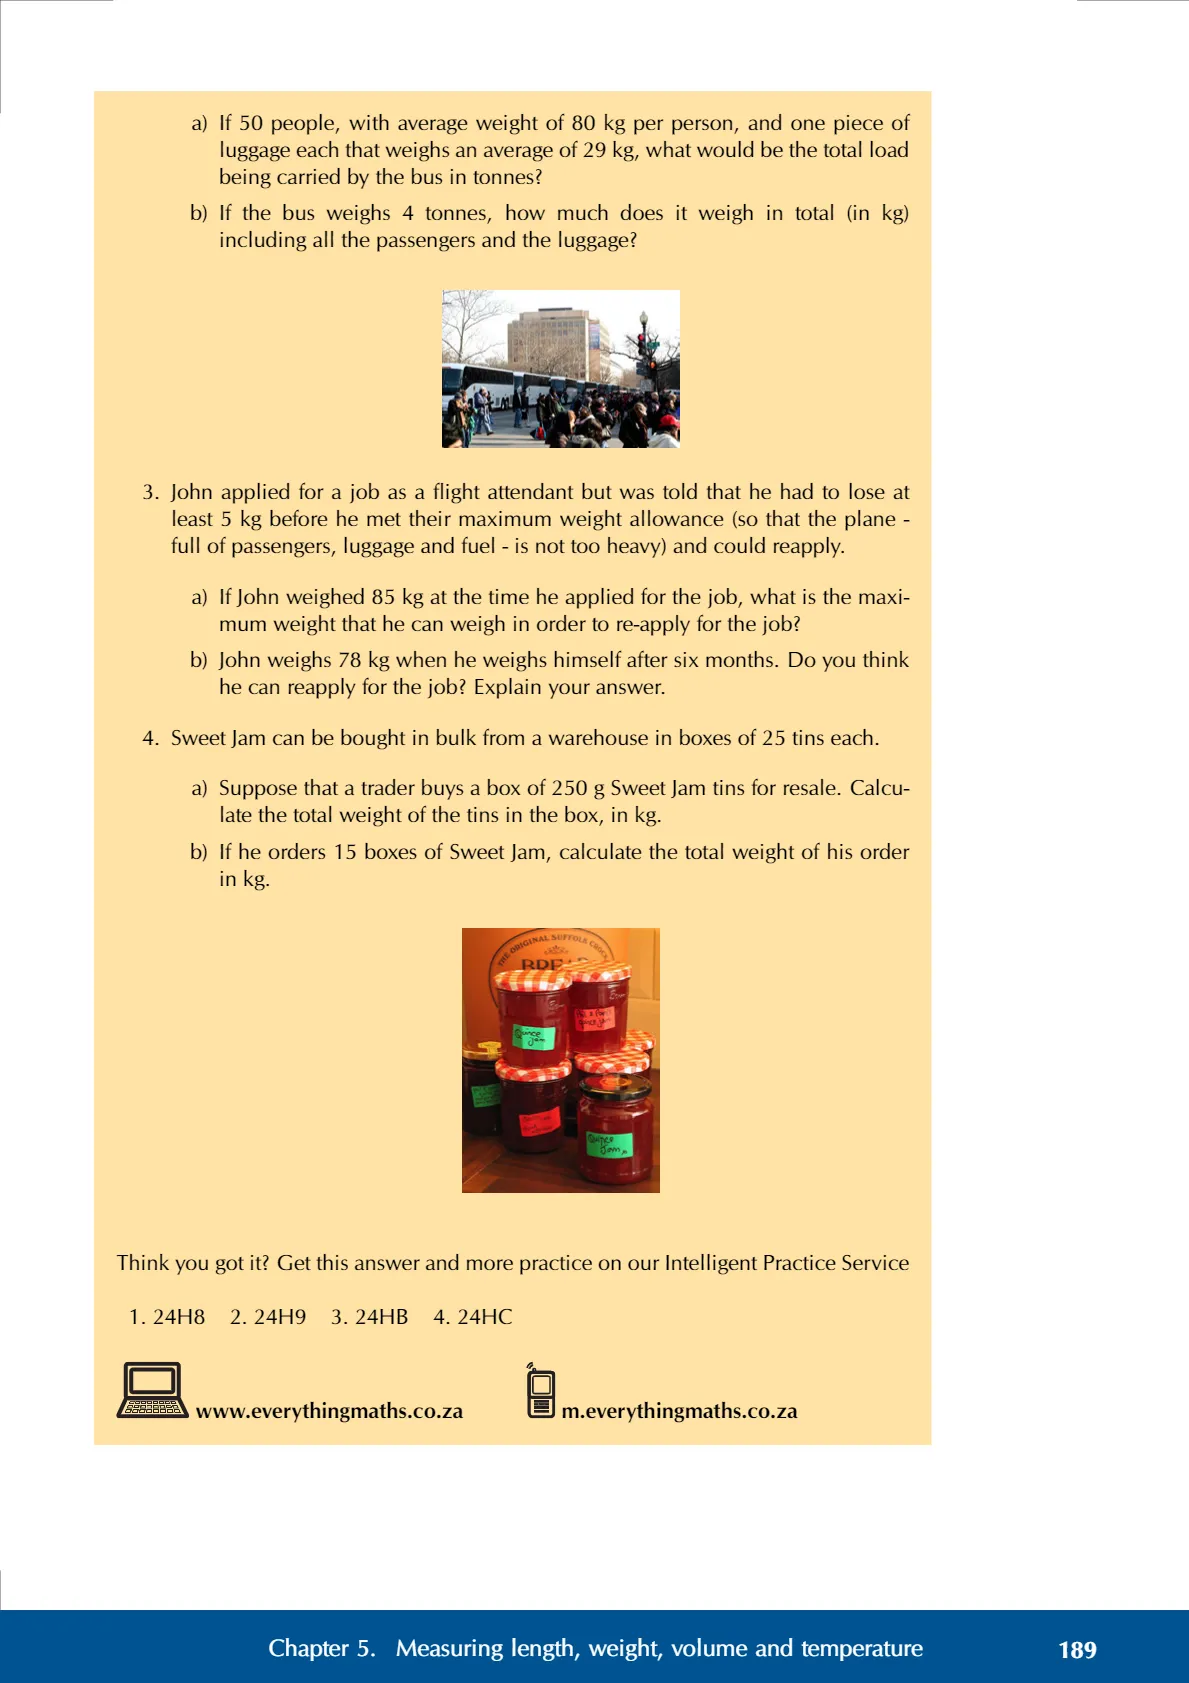 a) If 50 people, with average weight of 80 kg per person, and one piece of
luggage each that weighs an average of 29 kg, what would be the total load
being carried by the bus in tonnes?
b) If the bus weighs 4 tonnes, how much does it weigh in total (in kg)
including all the passengers and the luggage?
3. John applied for a job as a flight attendant but was told that he had to lose at
least 5 kg before he met their maximum weight allowance (so that the plane -
full of passengers, luggage and fuel - is not too heavy) and could reapply.
a) If John weighed 85 kg at the time he applied for the job, what is the maxi-
mum weight that he can weigh in order to re-apply for the job?
b) John weighs 78 kg when he weighs himself after six months. Do you think
he can reapply for the job? Explain your answer.
4. Sweet Jam can be bought in bulk from a warehouse in boxes of 25 tins each.
a) Suppose that a trader buys a box of 250 g Sweet Jam tins for resale. Calcu-
late the total weight of the tins in the box, in kg.
b) If he orders 15 boxes of Sweet Jam, calculate the total weight of his order
in kg.
THE ORIGINAL SUFFOLK
Quince
Jam
Quince
Jam
Think you got it? Get this answer and more practice on our Intelligent Practice Service
1. 24H8 2. 24H9 3. 24HB 4. 24HC
www.everythingmaths.co.za m.everythingmaths.co.za
Chapter 5. Measuring length, weight, volume and temperature 189